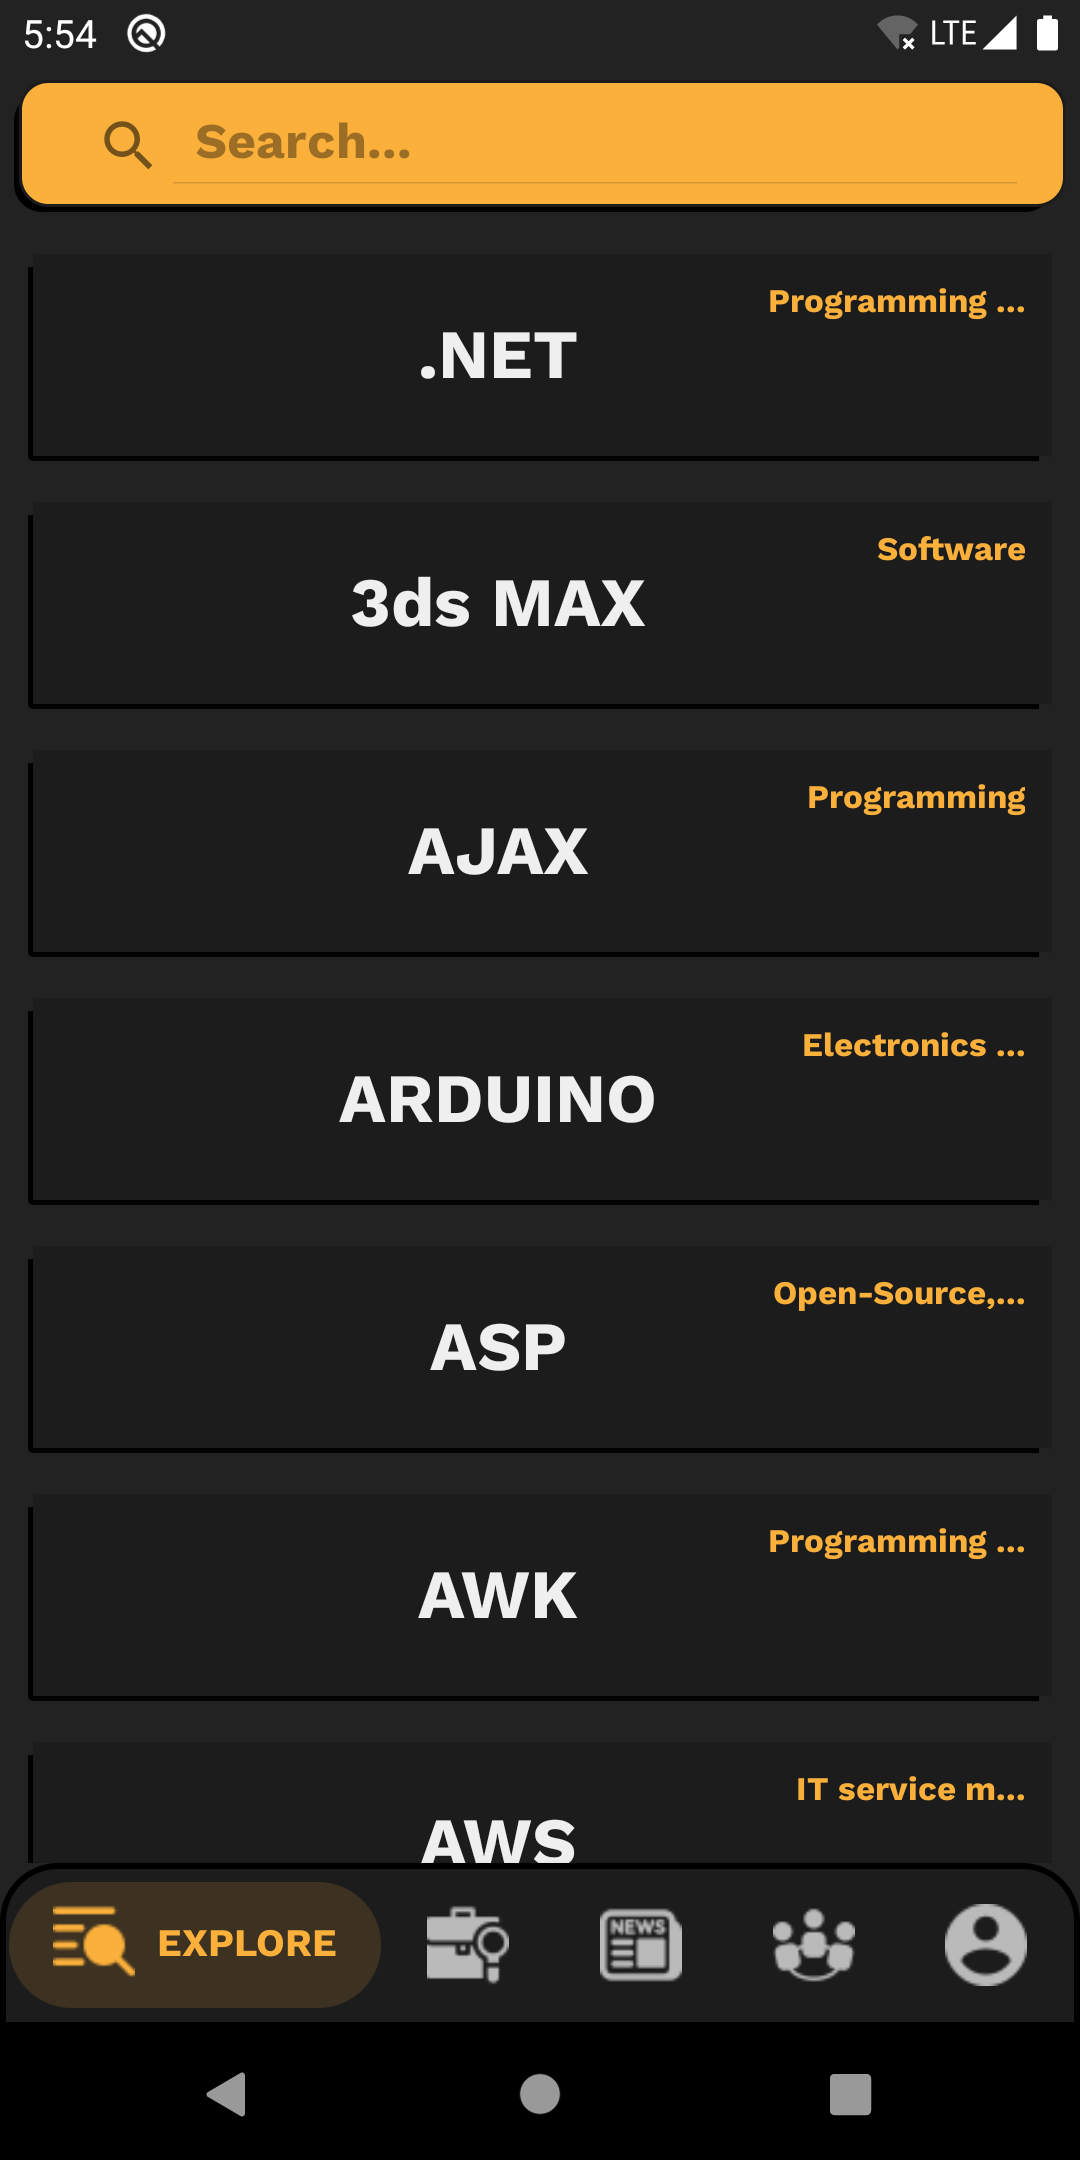 5:54 LTE
Search...
Programming ...
.NET
Software
3ds MAX
Programming
AJAX
Electronics ...
ARDUINO
Open-Source,...
ASP
Programming ...
AWK
IT service m...
AWS
EXPLORE
NEWS